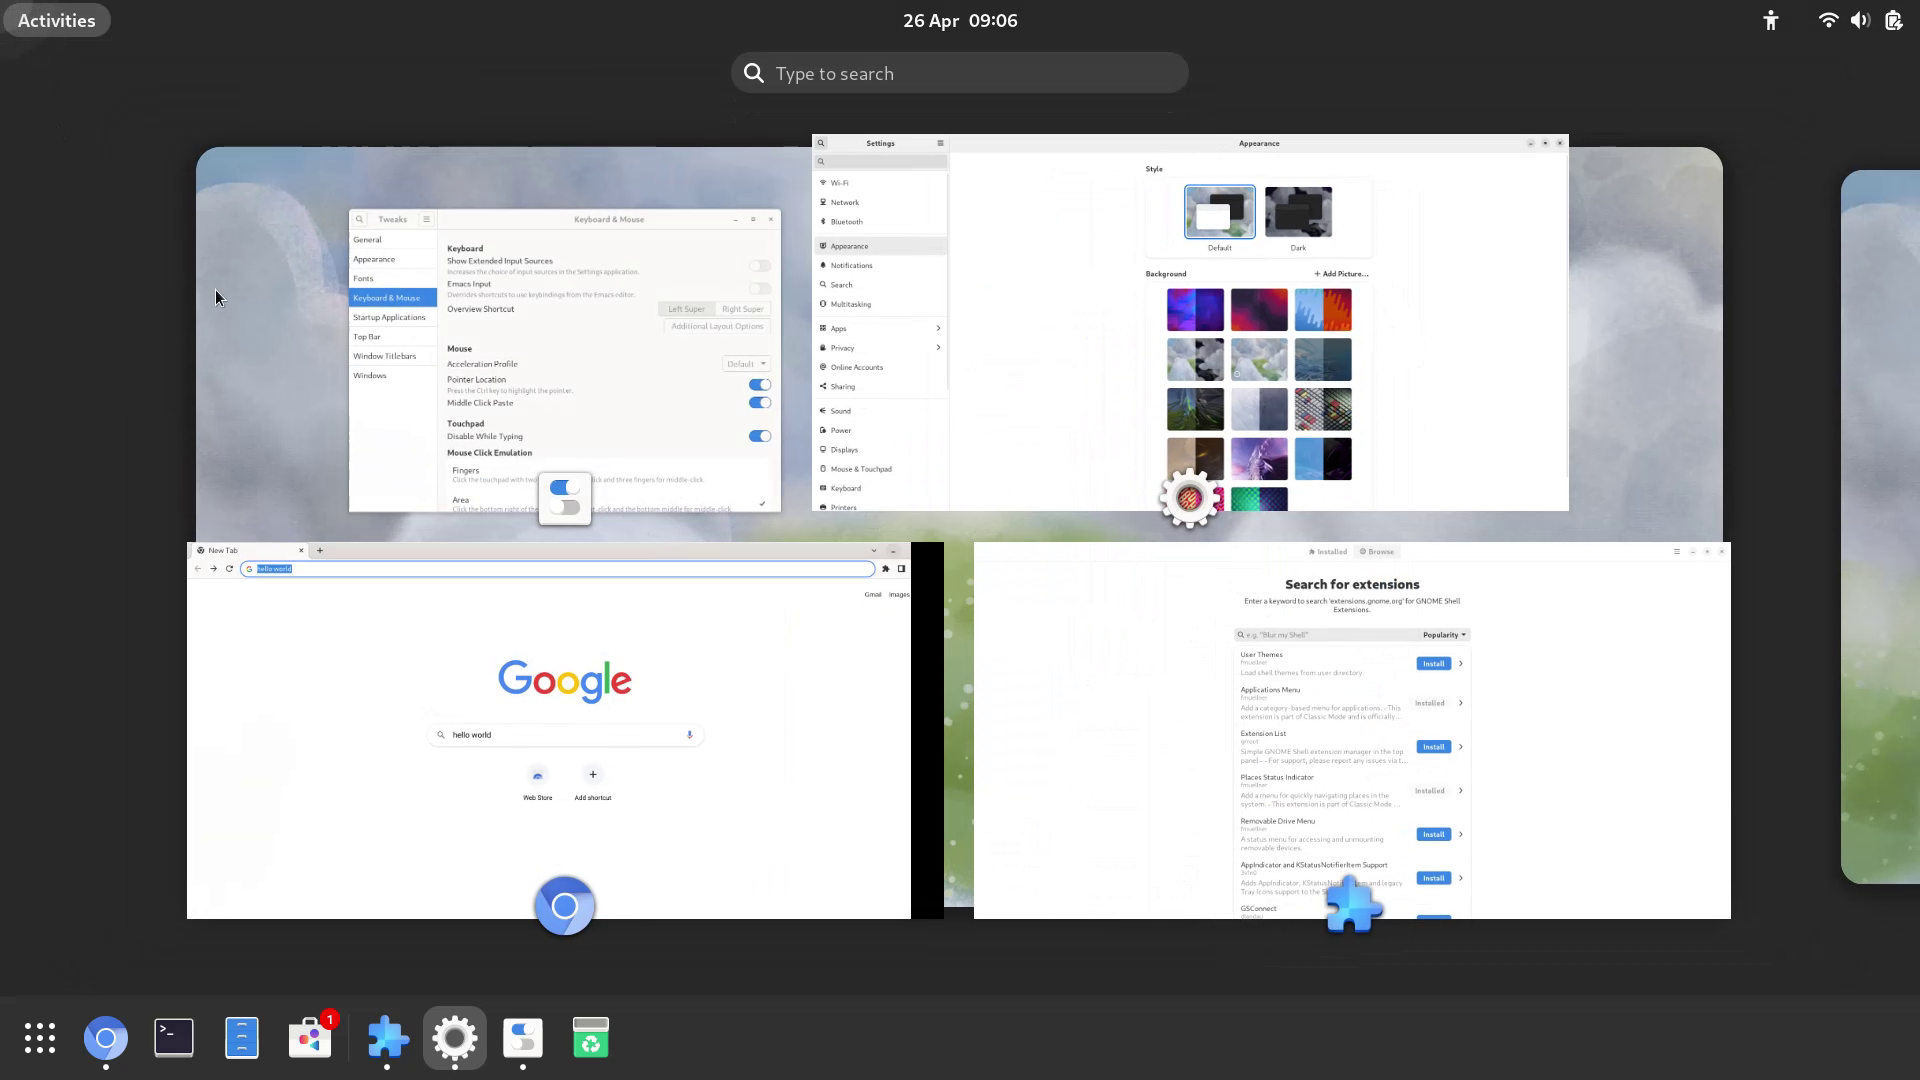 Activities
26 Apr 09:06
Type to search
Tweaks
Keyboard & Mouse
General
Appearance
Fonts
Keyboard & Mouse
Startup Applications
Top Bar
Window Titlebars
Windows
Keyboard
Show Extended Input Sources
Increases the choice of input sources in the Settings application.
Emacs Input
Overrides shortcuts to use keybindings from the Emacs editor.
Overview Shortcut
Left Super
Right Super
Additional Layout Options
Mouse
Acceleration Profile
Default
Pointer Location
Press the Ctrl key to highlight the pointer.
Middle Click Paste
Touchpad
Disable While Typing
Mouse Click Emulation
Fingers
Click the touchpad with two
click and three fingers for middle-click.
Area
Click the bottom right of the
click and the bottom middle for middle-click.
Settings
Appearance
Wi-Fi
Network
Bluetooth
Appearance
Notifications
Search
Multitasking
Apps
Privacy
Online Accounts
Sharing
Sound
Power
Displays
Mouse & Touchpad
Keyboard
Printers
Style
Default
Dark
Background
+ Add Picture...
New Tab
hello world
Gmail
Images
Google
hello world
Web Store
Add shortcut
Installed
Browse
Search for extensions
Enter a keyword to search 'extensions.gnome.org' for GNOME Shell
Extensions.
e.g. "Blur my Shell"
Popularity
User Themes
fmuellner
Load shell themes from user directory
Install
Applications Menu
fmuellner
Add a category-based menu for applications. - This
extension is part of Classic Mode and is officially...
Installed
Extension List
grroot
Simple GNOME Shell extension manager in the top
panel - - For support, please report any issues via t...
Install
Places Status Indicator
fmuellner
Add a menu for quickly navigating places in the
system. - This extension is part of Classic Mode ...
Installed
Removable Drive Menu
fmuellner
A status menu for accessing and unmounting
removable devices.
Install
AppIndicator and KStatusNotifierItem Support
3v1n0
Adds AppIndicator, KStatusNotif
em and legacy
Tray icons support to the Sh
Install
GSConnect
1